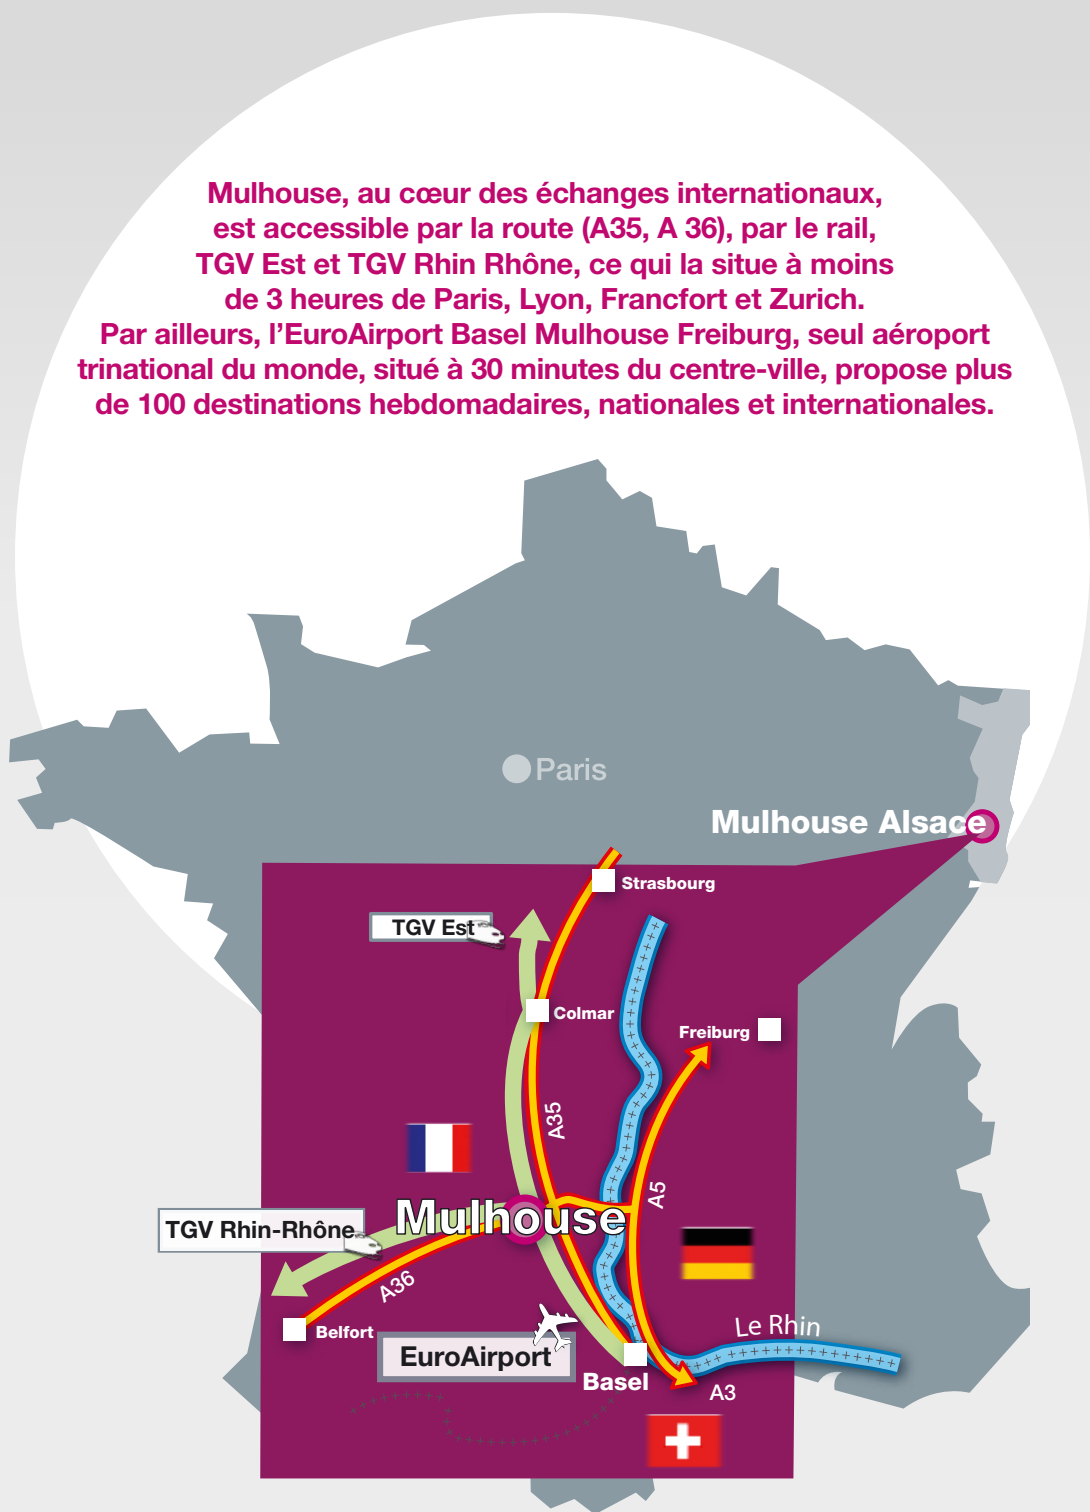 Mulhouse, au cœur des échanges internationaux,
est accessible par la route (A35, A 36), par le rail,
TGV Est et TGV Rhin Rhône, ce qui la situe à moins
de 3 heures de Paris, Lyon, Francfort et Zurich.
Par ailleurs, l’EuroAirport Basel Mulhouse Freiburg, seul aéroport
trinational du monde, situé à 30 minutes du centre-ville, propose plus
de 100 destinations hebdomadaires, nationales et internationales.
Paris
Mulhouse Alsace
Strasbourg
TGV Est
Colmar
Freiburg
A35
A5
Mulhouse
TGV Rhin-Rhône
A36
Belfort
Le Rhin
EuroAirport
Basel
A3